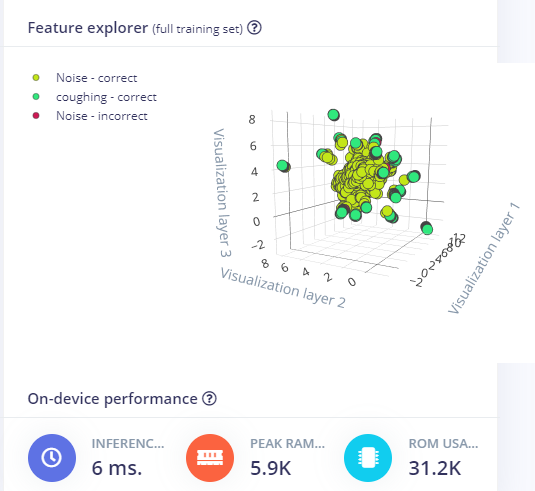 Feature explorer (full training set) ?
Noise - correct
coughing - correct
Noise - incorrect
8
6
4
2
0
−2
Visualization layer 3
8
6
4
2
0
Visualization layer 2
−2
0
2
4
6
8
10
12
Visualization layer 1
On-device performance ?
INFERENC... PEAK RAM... ROM USA...
6 ms. 5.9K 31.2K